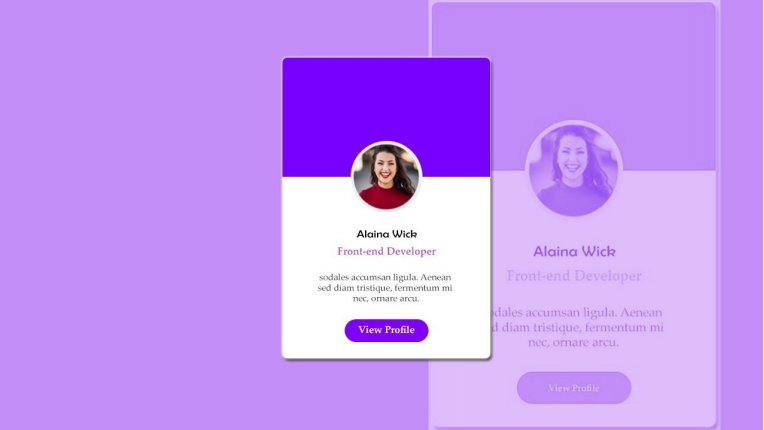 Alaina Wick
Front-end Developer
sodales accumsan ligula. Aenean
sed diam tristique, fermentum mi
nec, ornare arcu.
View Profile
Alaina Wick
Front-end Developer
dales accumsan ligula. Aenean
d diam tristique, fermentum mi
nec, ornare arcu.
View Profile